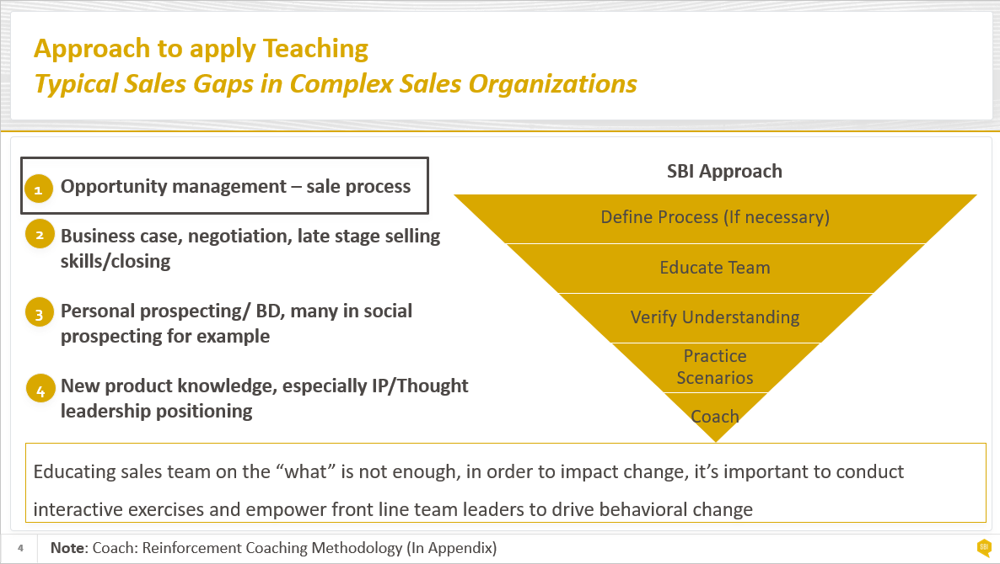 Approach to apply Teaching
Typical Sales Gaps in Complex Sales Organizations
1 Opportunity management – sale process
2 Business case, negotiation, late stage selling
skills/closing
3 Personal prospecting/ BD, many in social
prospecting for example
4 New product knowledge, especially IP/Thought
leadership positioning
SBI Approach
Define Process (If necessary)
Educate Team
Verify Understanding
Practice
Scenarios
Coach
Educating sales team on the “what” is not enough, in order to impact change, it’s important to conduct
interactive exercises and empower front line team leaders to drive behavioral change
4 Note: Coach: Reinforcement Coaching Methodology (In Appendix)
SBI